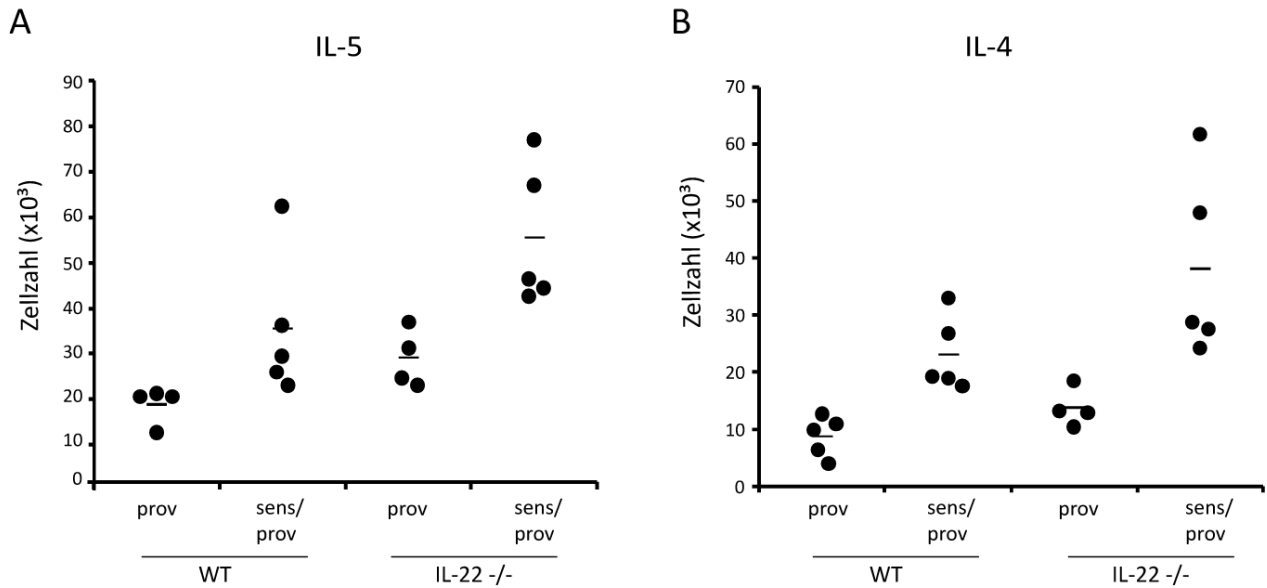 A
IL-5
Zellzahl (x10³)
90
80
70
60
50
40
30
20
10
0
prov
sens/
prov
prov
sens/
prov
WT
IL-22 -/-
B
IL-4
Zellzahl (x10³)
70
60
50
40
30
20
10
0
prov
sens/
prov
prov
sens/
prov
WT
IL-22 -/-